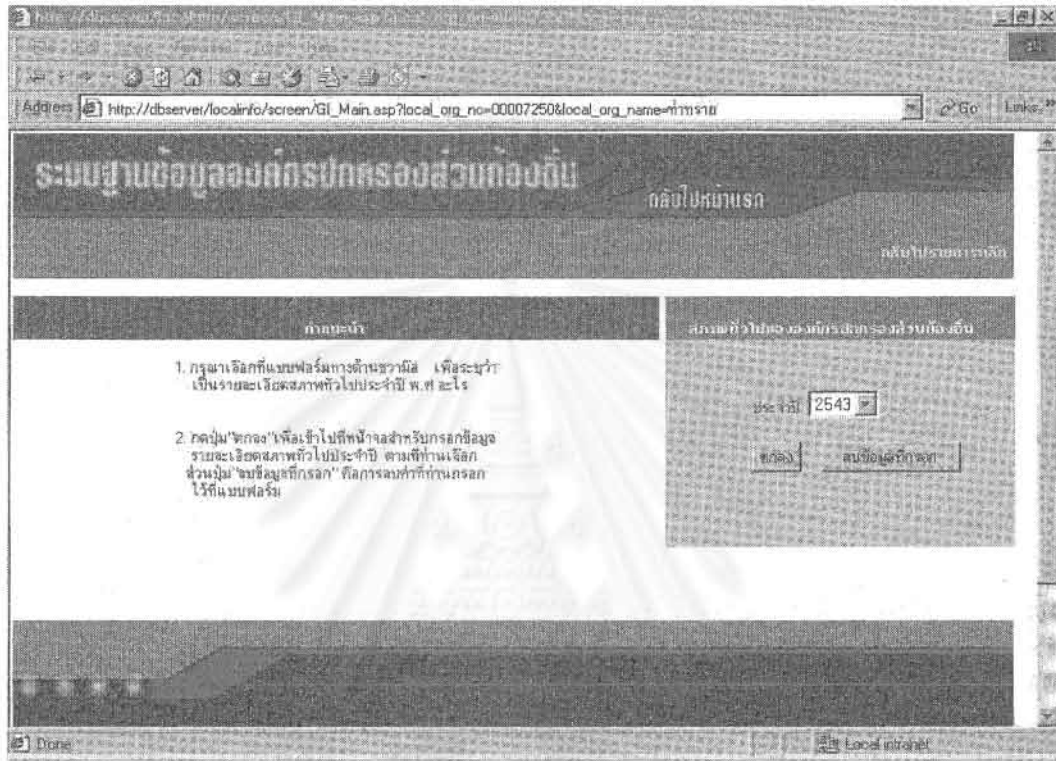 Address http://dbserver/localinfo/screen/GI_Main.asp?local_org_no=00007250&local_org_name=ท่าทราย Go Links »
ระบบฐานข้อมูลองค์กรปกครองส่วนท้องถิ่น
กลับไปหน้าแรก
กลับไปรายการหลัก
คำแนะนำ
สภาพทั่วไปขององค์กรปกครองส่วนท้องถิ่น
1. กรุณาเลือกที่แบบฟอร์มทางด้านขวามือ เพื่อระบุว่า
เป็นรายละเอียดสภาพทั่วไปประจำปี พ.ศ อะไร
ประจำปี 2543
2. กดปุ่ม"ตกลง"เพื่อเข้าไปที่หน้าจอสำหรับกรอกข้อมูล
รายละเอียดสภาพทั่วไปประจำปี ตามที่ท่านเลือก
ส่วนปุ่ม"ลบข้อมูลที่กรอก" คือการลบค่าที่ท่านกรอก
ไว้ที่แบบฟอร์ม
ตกลง ลบข้อมูลที่กรอก
Done Local intranet